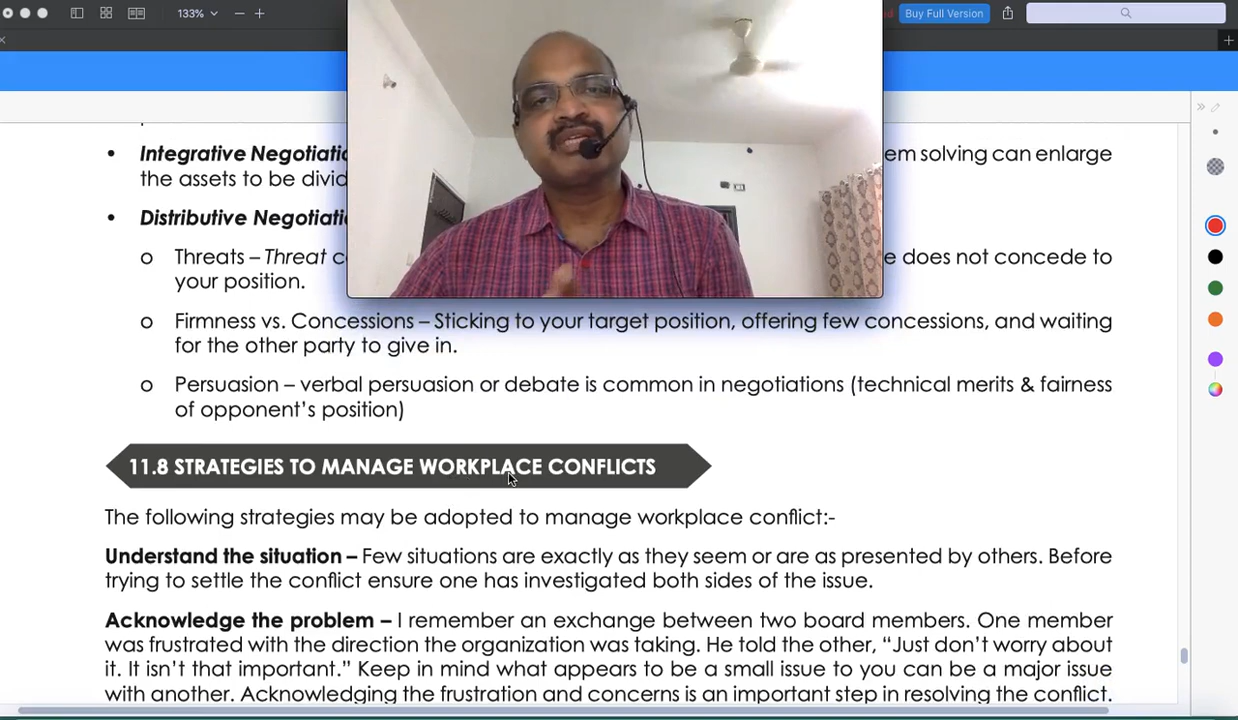 133%
Buy Full Version
• Integrative Negotiati em solving can enlarge
the assets to be divid
• Distributive Negotiati
o Threats – Threat c e does not concede to
your position.
o Firmness vs. Concessions – Sticking to your target position, offering few concessions, and waiting
for the other party to give in.
o Persuasion – verbal persuasion or debate is common in negotiations (technical merits & fairness
of opponent's position)
11.8 STRATEGIES TO MANAGE WORKPLACE CONFLICTS
The following strategies may be adopted to manage workplace conflict:-
Understand the situation – Few situations are exactly as they seem or are as presented by others. Before
trying to settle the conflict ensure one has investigated both sides of the issue.
Acknowledge the problem – I remember an exchange between two board members. One member
was frustrated with the direction the organization was taking. He told the other, “Just don't worry about
it. It isn't that important.” Keep in mind what appears to be a small issue to you can be a major issue
with another. Acknowledging the frustration and concerns is an important step in resolving the conflict.